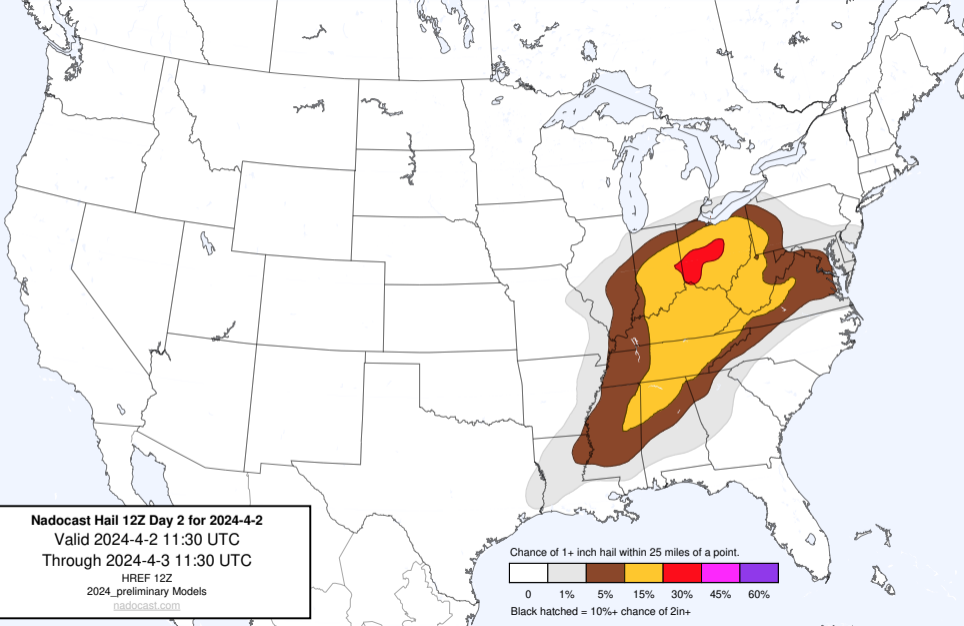 Nadocast Hail 12Z Day 2 for 2024-4-2
Valid 2024-4-2 11:30 UTC
Through 2024-4-3 11:30 UTC
HREF 12Z
2024_preliminary Models
nadocast.com
Chance of 1+ inch hail within 25 miles of a point.
0 1% 5% 15% 30% 45% 60%
Black hatched = 10%+ chance of 2in+